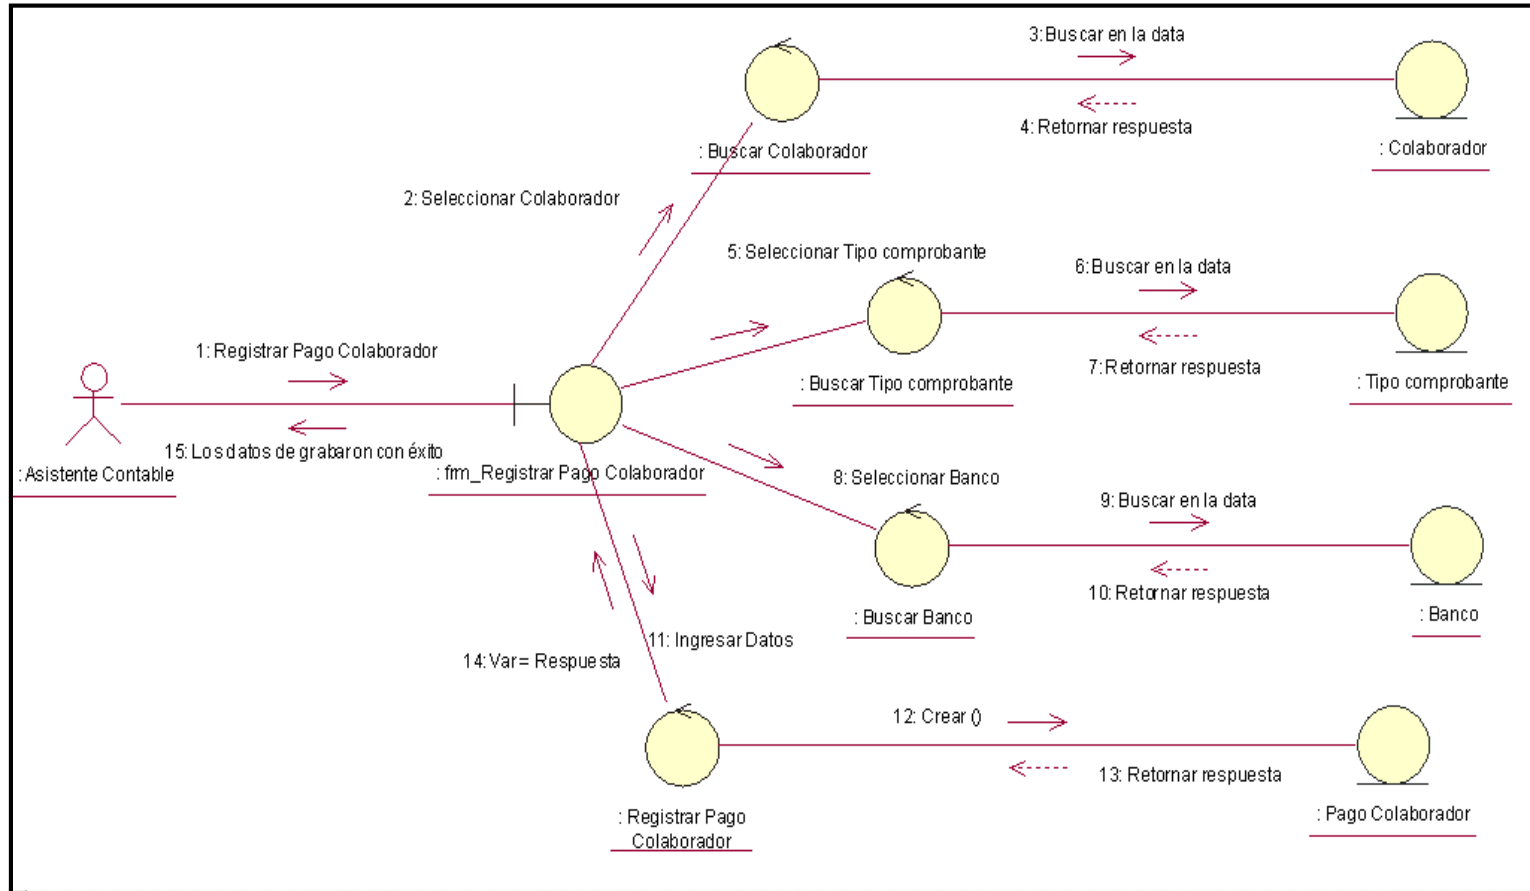 3: Buscar en la data
4: Retornar respuesta
: Buscar Colaborador
: Colaborador
2: Seleccionar Colaborador
5: Seleccionar Tipo comprobante
6: Buscar en la data
7: Retornar respuesta
: Buscar Tipo comprobante
: Tipo comprobante
1: Registrar Pago Colaborador
15: Los datos de grabaron con éxito
: Asistente Contable
: frm_Registrar Pago Colaborador
8: Seleccionar Banco
9: Buscar en la data
10: Retornar respuesta
: Buscar Banco
: Banco
11: Ingresar Datos
14: Var= Respuesta
12: Crear ()
13: Retornar respuesta
: Registrar Pago
Colaborador
: Pago Colaborador